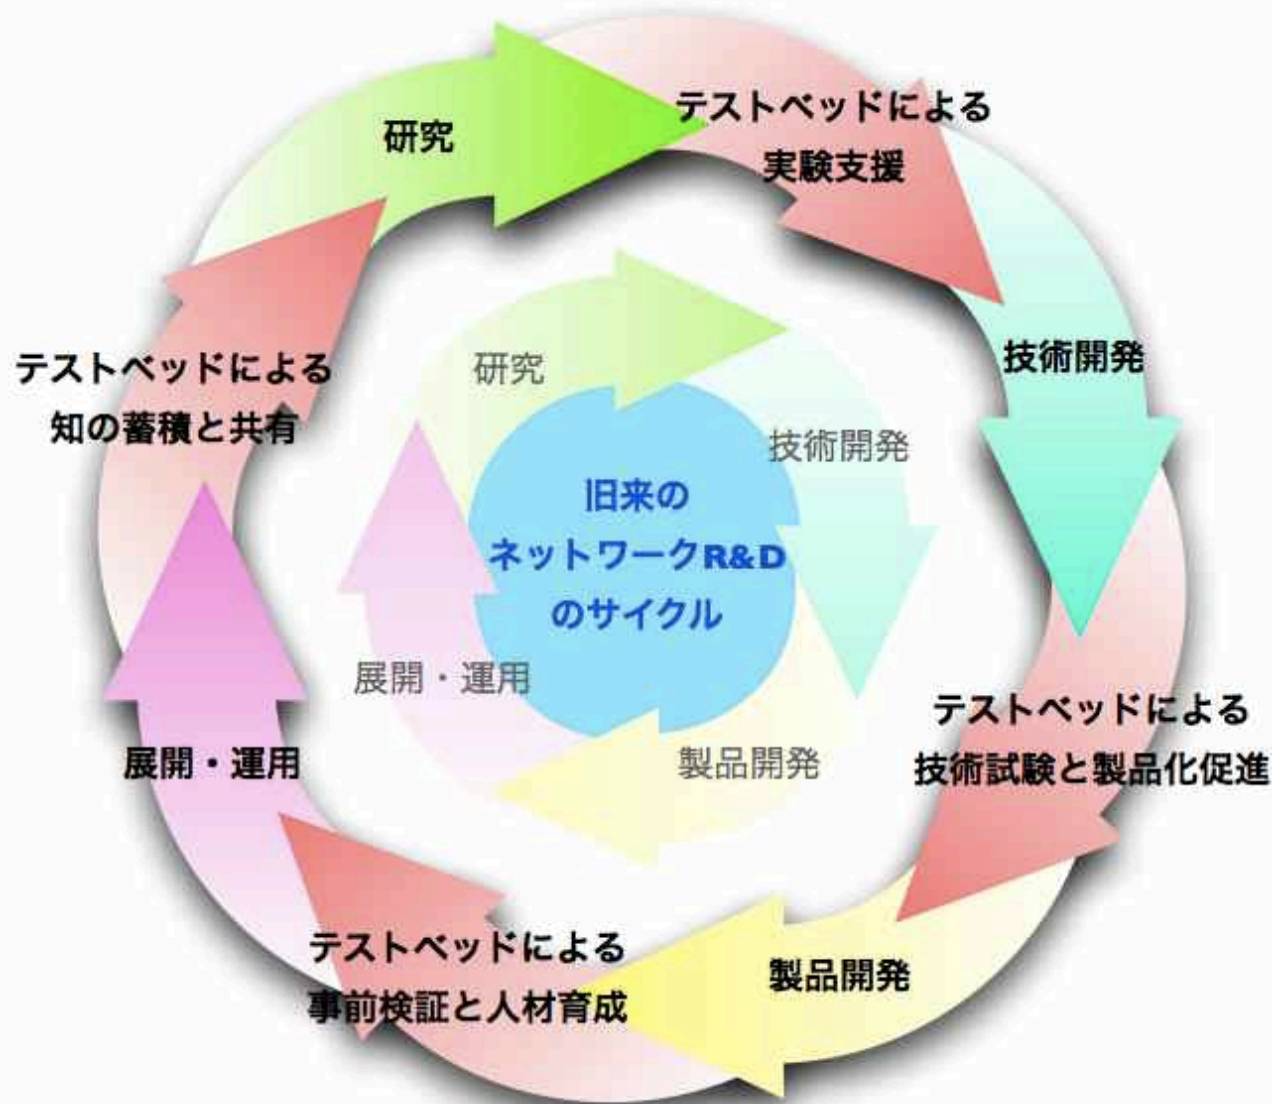 研究
テストベッドによる
実験支援
技術開発
テストベッドによる
技術試験と製品化促進
製品開発
テストベッドによる
事前検証と人材育成
展開・運用
テストベッドによる
知の蓄積と共有
研究
技術開発
製品開発
展開・運用
旧来の
ネットワークR&D
のサイクル